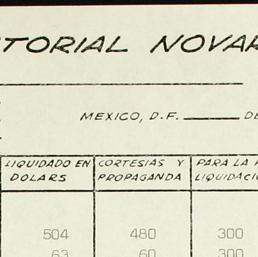 TORIAL NOVAR
MEXICO, D.F. ______ DE
LIQUIDADO EN CORTESIAS Y PARA LA
DOLARS PROPAGANDA LIQUIDACI
504 480 300
63 60 300